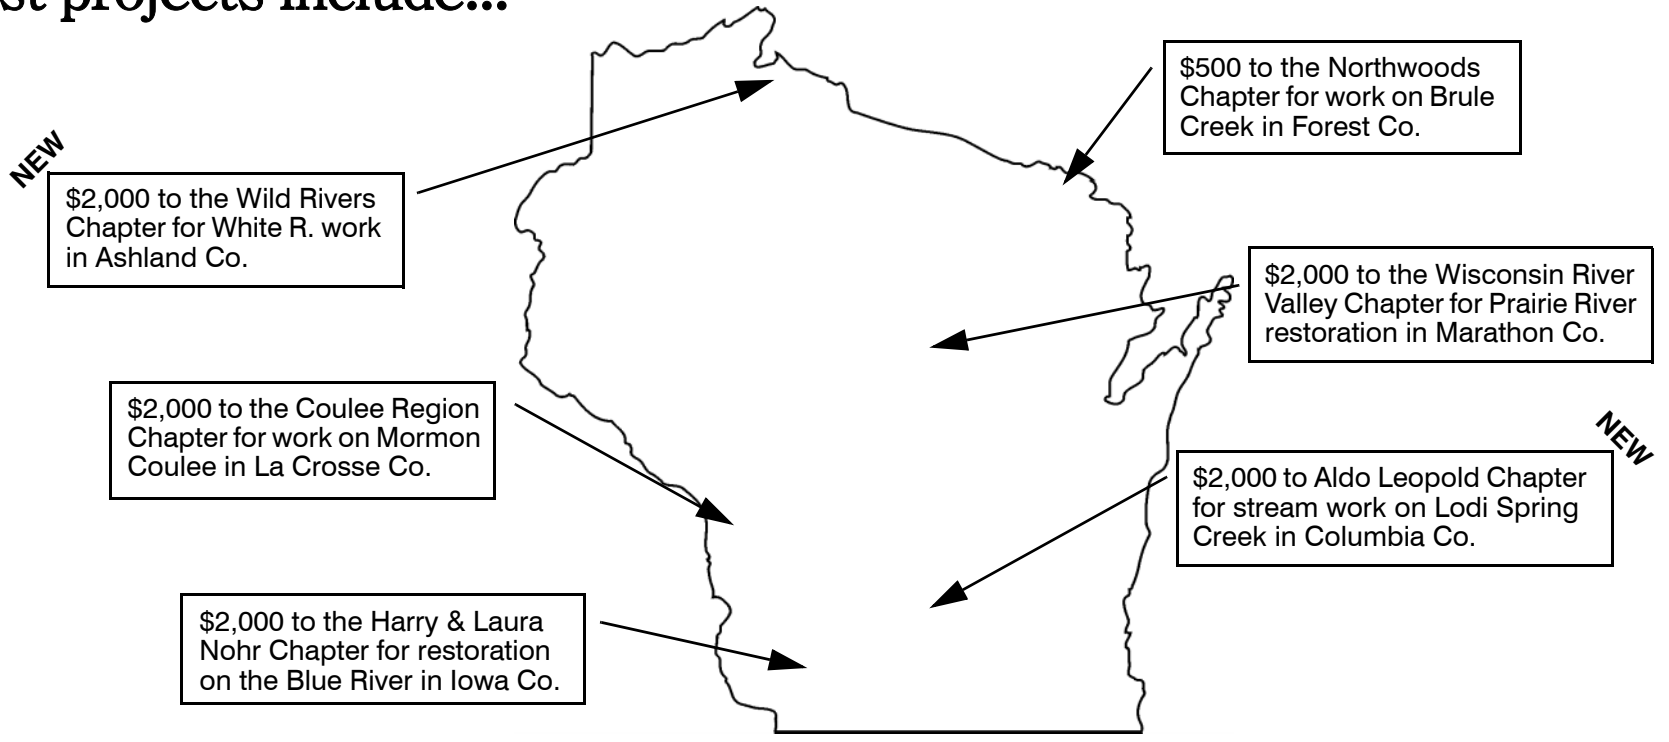 st projects include...
$500 to the Northwoods
Chapter for work on Brule
Creek in Forest Co.
NEW
$2,000 to the Wild Rivers
Chapter for White R. work
in Ashland Co.
$2,000 to the Wisconsin River
Valley Chapter for Prairie River
restoration in Marathon Co.
$2,000 to the Coulee Region
Chapter for work on Mormon
Coulee in La Crosse Co.
NEW
$2,000 to Aldo Leopold Chapter
for stream work on Lodi Spring
Creek in Columbia Co.
$2,000 to the Harry & Laura
Nohr Chapter for restoration
on the Blue River in Iowa Co.